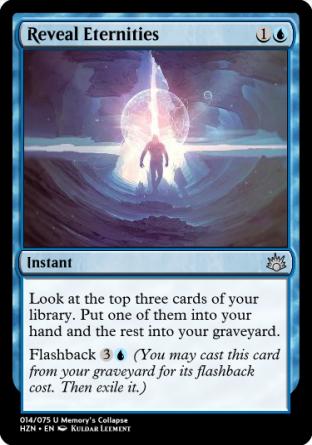 Reveal Eternities 1
Instant
Look at the top three cards of your
library. Put one of them into your
hand and the rest into your graveyard.
Flashback 3 (You may cast this card
from your graveyard for its flashback
cost. Then exile it.)
014/075 U Memory's Collapse
HZN • EN KULDAR LEEMENT